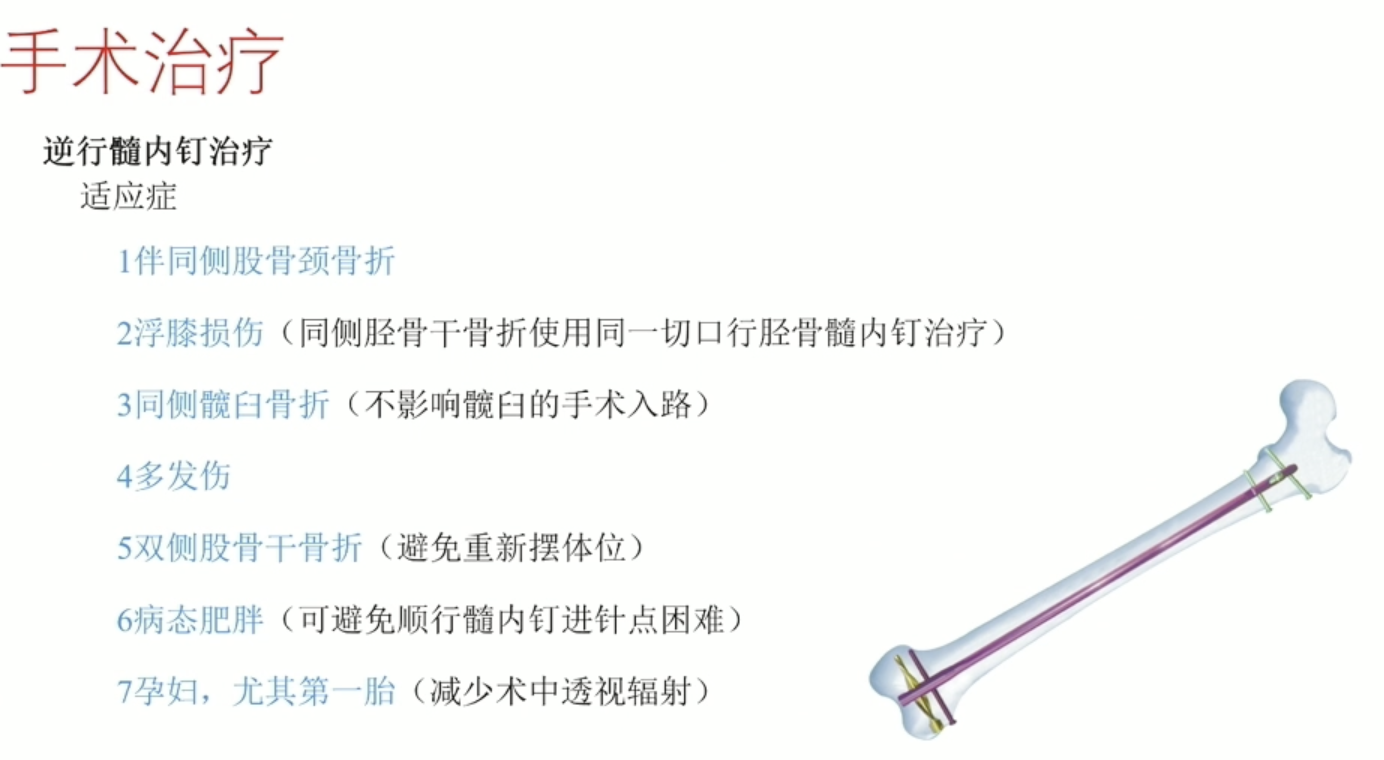 手术治疗
逆行髓内钉治疗
适应症
1伴同侧股骨颈骨折
2浮膝损伤（同侧胫骨干骨折使用同一切口行胫骨髓内钉治疗）
3同侧髋臼骨折（不影响髋臼的手术入路）
4多发伤
5双侧股骨干骨折（避免重新摆体位）
6病态肥胖（可避免顺行髓内钉进针点困难）
7孕妇，尤其第一胎（减少术中透视辐射）